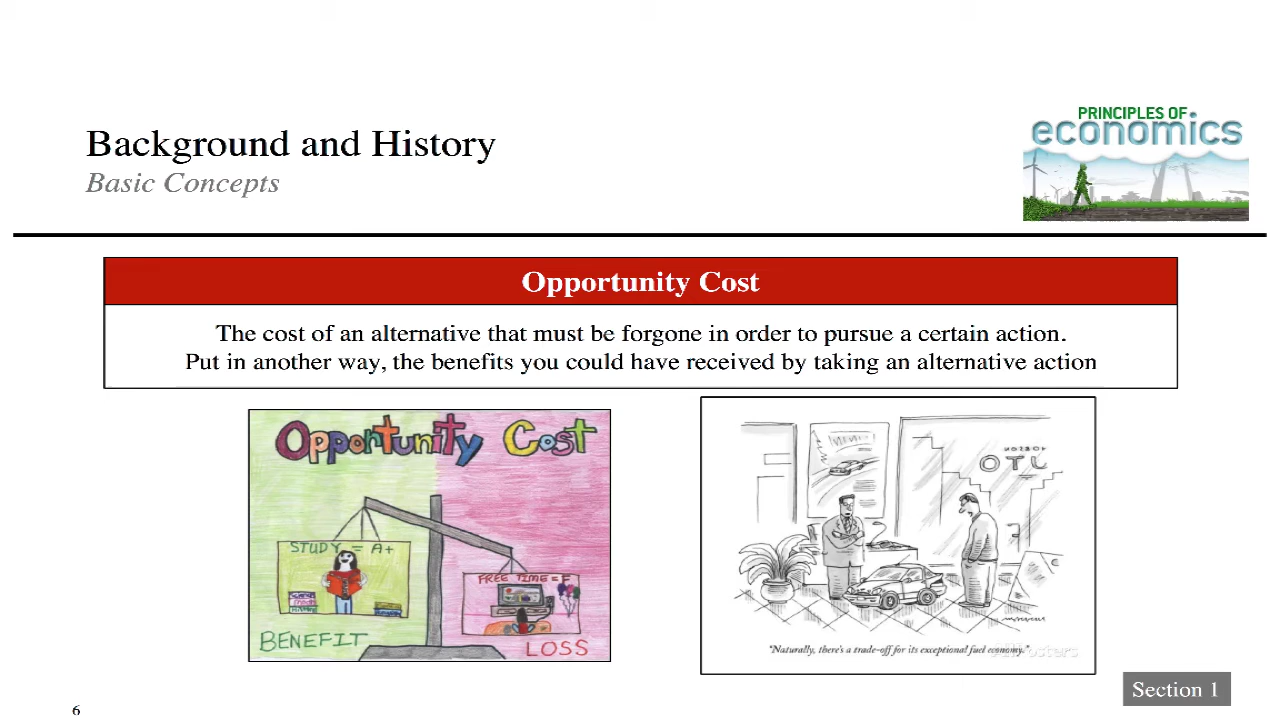 Background and History
Basic Concepts
PRINCIPLES OF
economics
Opportunity Cost
The cost of an alternative that must be forgone in order to pursue a certain action.
Put in another way, the benefits you could have received by taking an alternative action
Opportunity Cost
STUDY = A+
FREE TIME = F
BENEFIT
LOSS
OTU
"Naturally, there's a trade-off for its exceptional fuel economy."
Section 1
6